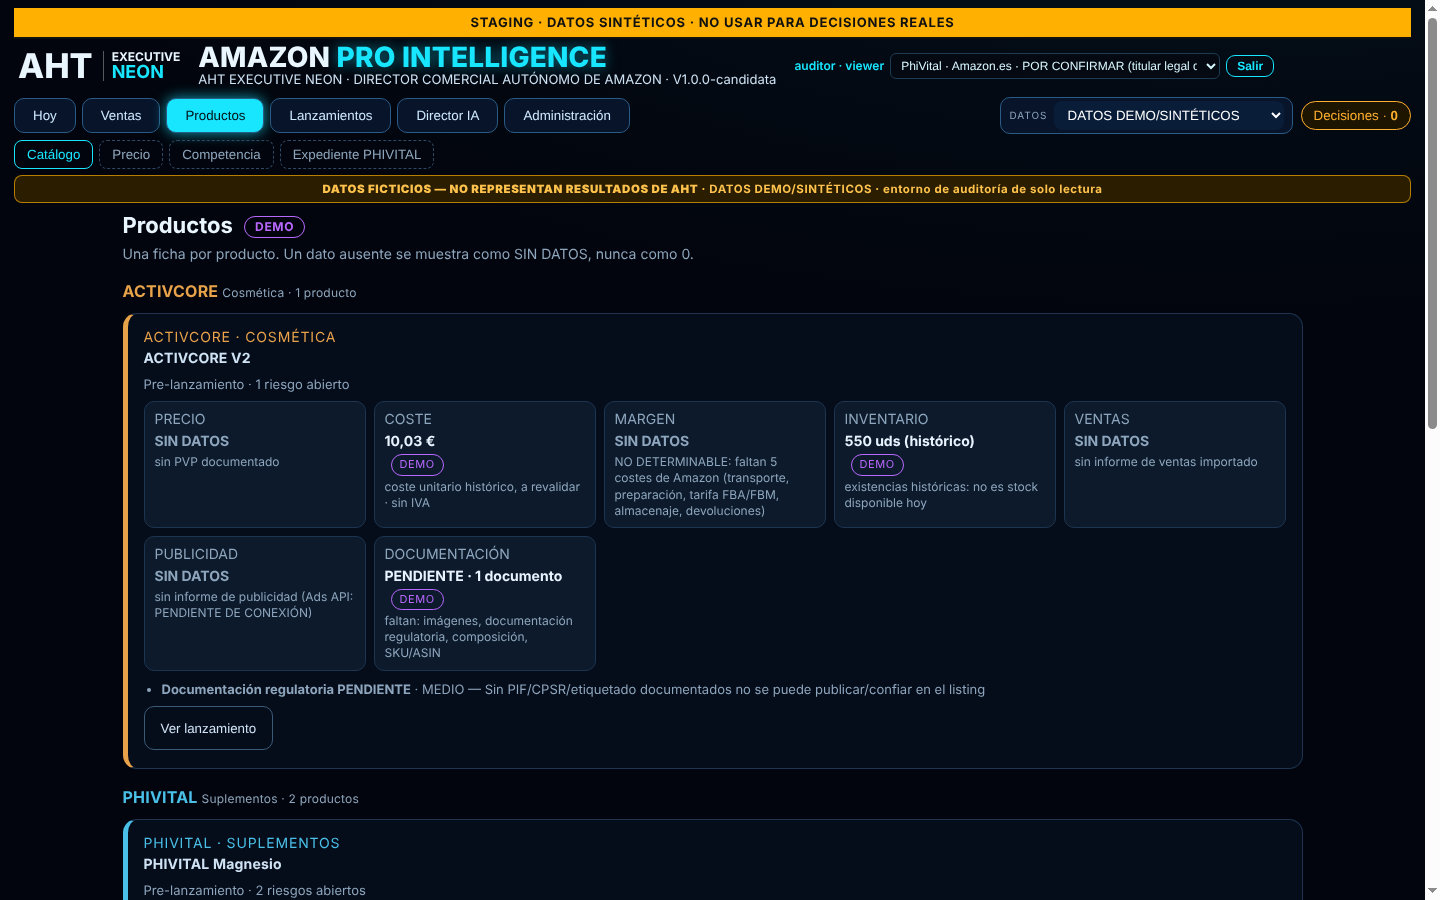 STAGING · DATOS SINTÉTICOS · NO USAR PARA DECISIONES REALES
AHT
EXECUTIVE
NEON
AMAZON PRO INTELLIGENCE
AHT EXECUTIVE NEON · DIRECTOR COMERCIAL AUTÓNOMO DE AMAZON · V1.0.0-candidata
auditor · viewer
PhiVital · Amazon.es · POR CONFIRMAR (titular legal c
Salir
Hoy
Ventas
Productos
Lanzamientos
Director IA
Administración
DATOS
DATOS DEMO/SINTÉTICOS
Decisiones · 0
Catálogo
Precio
Competencia
Expediente PHIVITAL
DATOS FICTICIOS — NO REPRESENTAN RESULTADOS DE AHT · DATOS DEMO/SINTÉTICOS · entorno de auditoría de solo lectura
Productos DEMO
Una ficha por producto. Un dato ausente se muestra como SIN DATOS, nunca como 0.
ACTIVCORE Cosmética · 1 producto
ACTIVCORE · COSMÉTICA
ACTIVCORE V2
Pre-lanzamiento · 1 riesgo abierto
PRECIO
SIN DATOS
sin PVP documentado
COSTE
10,03 €
DEMO
coste unitario histórico, a revalidar
· sin IVA
MARGEN
SIN DATOS
NO DETERMINABLE: faltan 5
costes de Amazon (transporte,
preparación, tarifa FBA/FBM,
almacenaje, devoluciones)
INVENTARIO
550 uds (histórico)
DEMO
existencias históricas: no es stock
disponible hoy
VENTAS
SIN DATOS
sin informe de ventas importado
PUBLICIDAD
SIN DATOS
sin informe de publicidad (Ads API:
PENDIENTE DE CONEXIÓN)
DOCUMENTACIÓN
PENDIENTE · 1 documento
DEMO
faltan: imágenes, documentación
regulatoria, composición,
SKU/ASIN
• Documentación regulatoria PENDIENTE · MEDIO — Sin PIF/CPSR/etiquetado documentados no se puede publicar/confiar en el listing
Ver lanzamiento
PHIVITAL Suplementos · 2 productos
PHIVITAL · SUPLEMENTOS
PHIVITAL Magnesio
Pre-lanzamiento · 2 riesgos abiertos